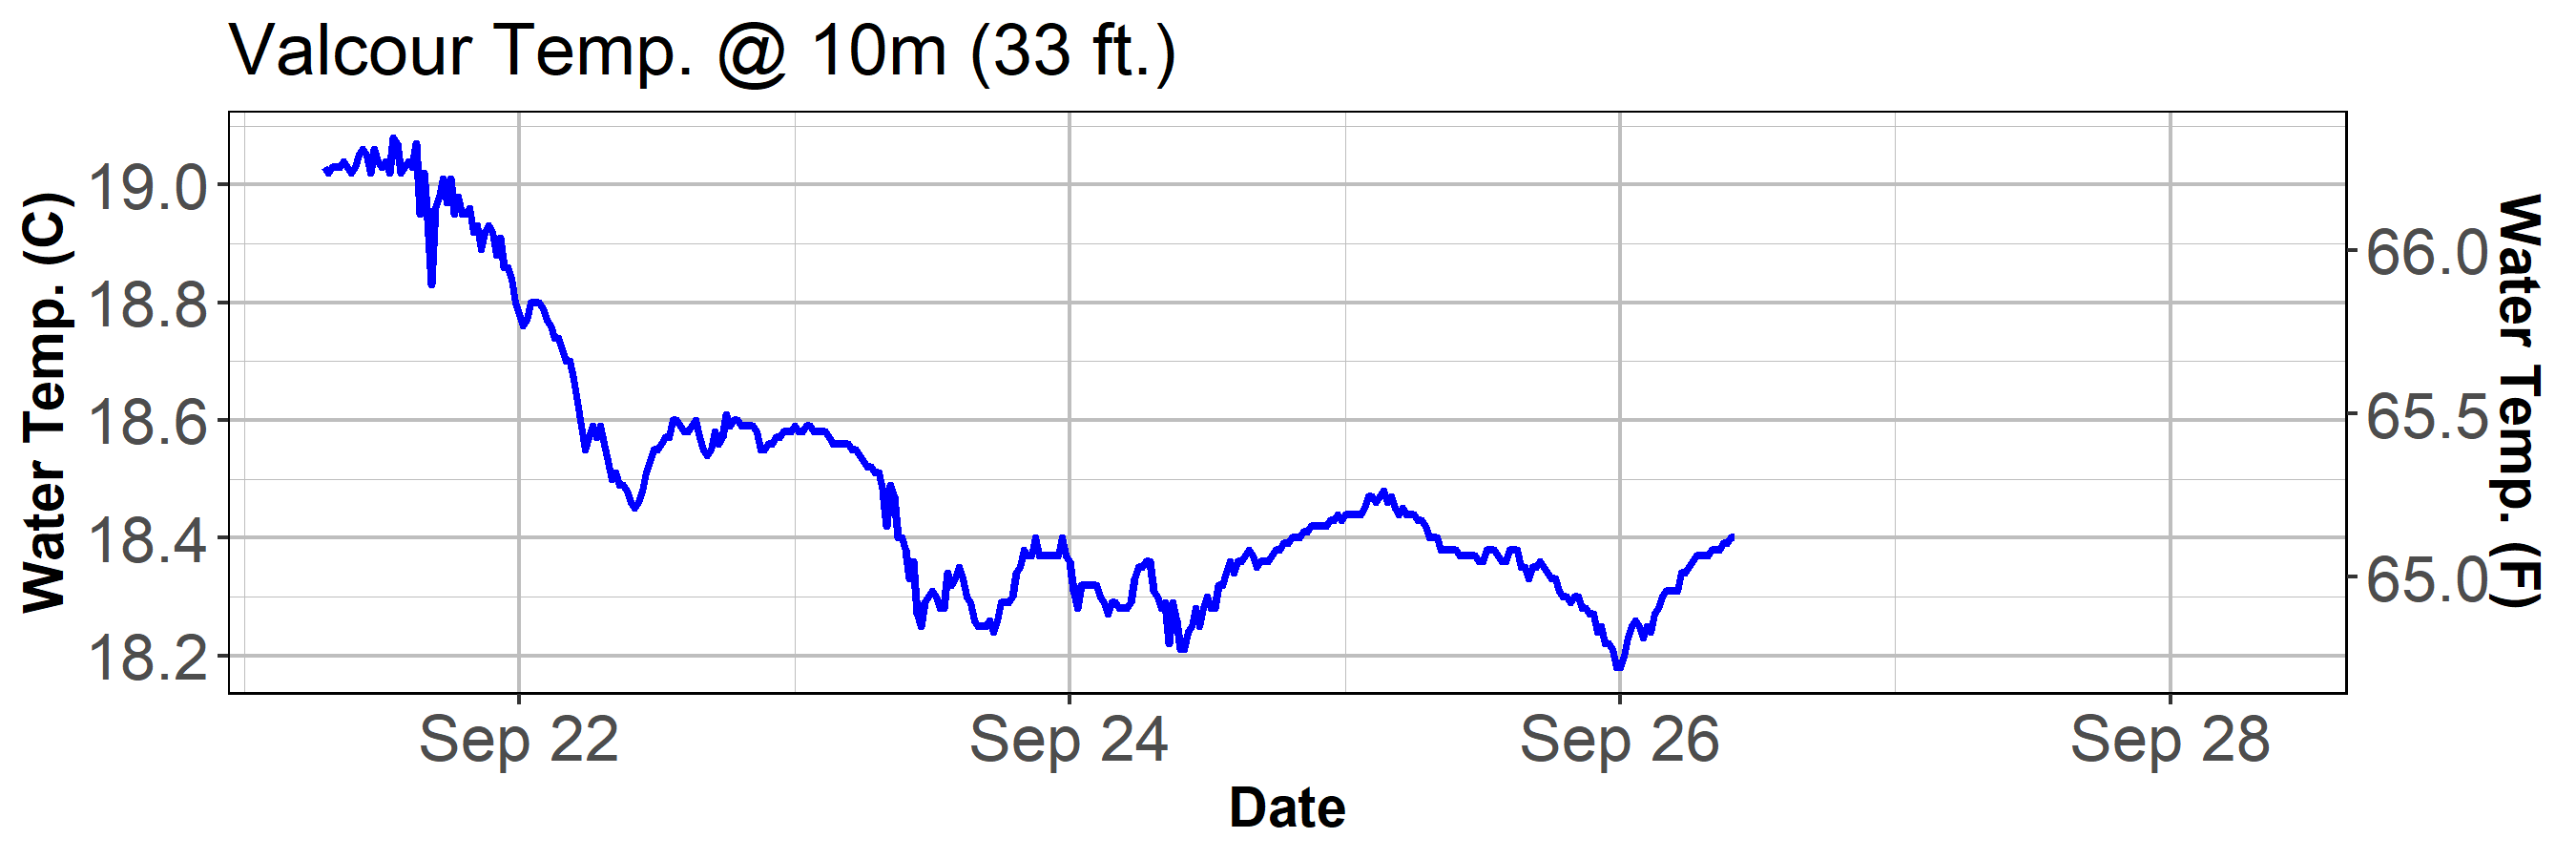 Valcour Temp. @ 10m (33 ft.)
Water Temp. (C)
19.0
18.8
18.6
18.4
18.2
66.0
65.5
65.0
Water Temp. (F)
Sep 22 Sep 24 Sep 26 Sep 28
Date